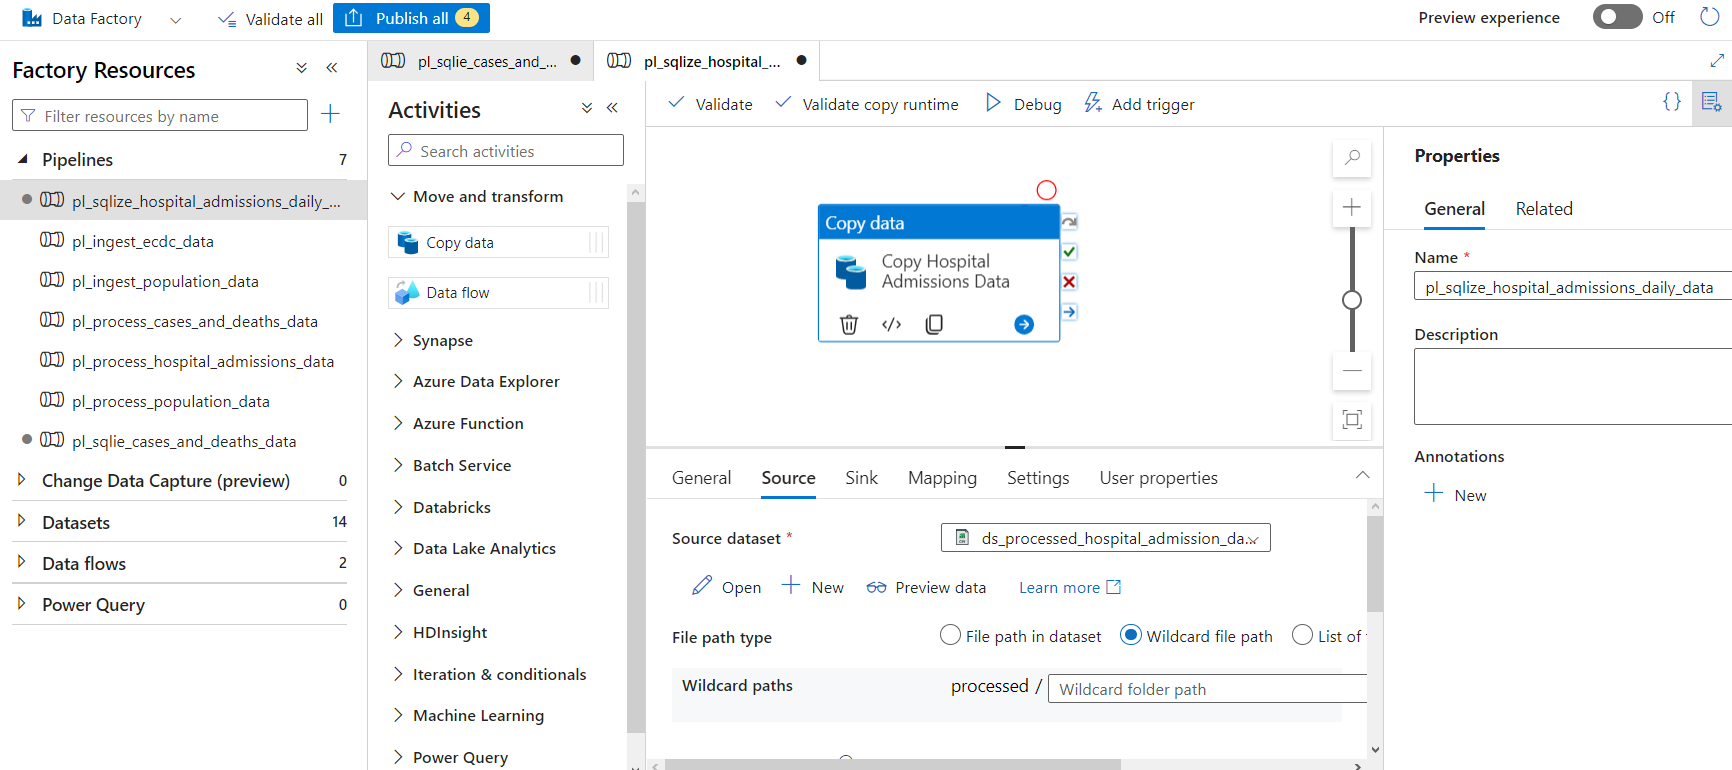 Data Factory
Validate all
Publish all 4
Preview experience
Off
Factory Resources
Filter resources by name
Pipelines 7
pl_sqlize_hospital_admissions_daily_...
pl_ingest_ecdc_data
pl_ingest_population_data
pl_process_cases_and_deaths_data
pl_process_hospital_admissions_data
pl_process_population_data
pl_sqlie_cases_and_deaths_data
Change Data Capture (preview) 0
Datasets 14
Data flows 2
Power Query 0
pl_sqlie_cases_and_...
pl_sqlize_hospital_...
Activities
Search activities
Move and transform
Copy data
Data flow
Synapse
Azure Data Explorer
Azure Function
Batch Service
Databricks
Data Lake Analytics
General
HDInsight
Iteration & conditionals
Machine Learning
Power Query
Validate
Validate copy runtime
Debug
Add trigger
{}
Copy data
Copy Hospital
Admissions Data
</>
General Source Sink Mapping Settings User properties
Source dataset *
ds_processed_hospital_admission_da...
Open
New
Preview data
Learn more
File path type
File path in dataset
Wildcard file path
List of
Wildcard paths
processed /
Wildcard folder path
Properties
General Related
Name *
pl_sqlize_hospital_admissions_daily_data
Description
Annotations
New